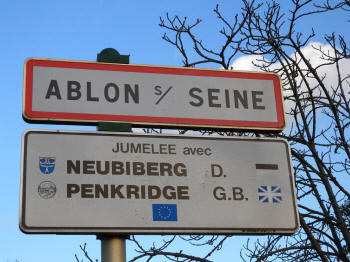 ABLON s/ SEINE
JUMELEE avec
NEUBIBERG D.
PENKRIDGE G.B.